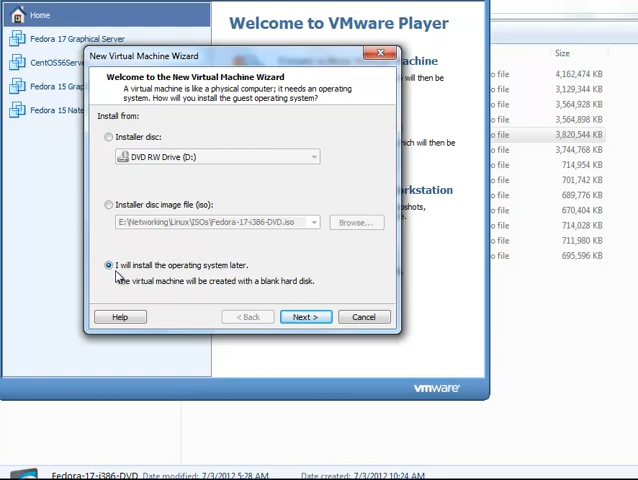 Home
Welcome to VMware Player
Fedora 17 Graphical Server
CentOS56Serv
Fedora 15 Grap
Fedora 15 Nate
New Virtual Machine Wizard
Welcome to the New Virtual Machine Wizard
A virtual machine is like a physical computer; it needs an operating
system. How will you install the guest operating system?
Install from:
Installer disc:
DVD RW Drive (D:)
Installer disc image file (iso):
E:\Networking\Linux\ISOs\Fedora-17-i386-DVD.iso
Browse...
I will install the operating system later.
The virtual machine will be created with a blank hard disk.
Help
< Back
Next >
Cancel
achine
will then be
which will then
orkstation
pshots,
vmware
Size
o file 4,162,474 KB
o file 3,129,344 KB
o file 3,564,928 KB
o file 3,564,898 KB
o file 3,820,544 KB
o file 3,744,768 KB
o file 714,954 KB
o file 701,152 KB
o file 689,776 KB
o file 670,404 KB
o file 714,028 KB
o file 711,980 KB
o file 695,596 KB
Fedora-17-i386-DVD Date modified: 7/3/2012 5:28 AM Date created: 7/3/2012 10:24 AM